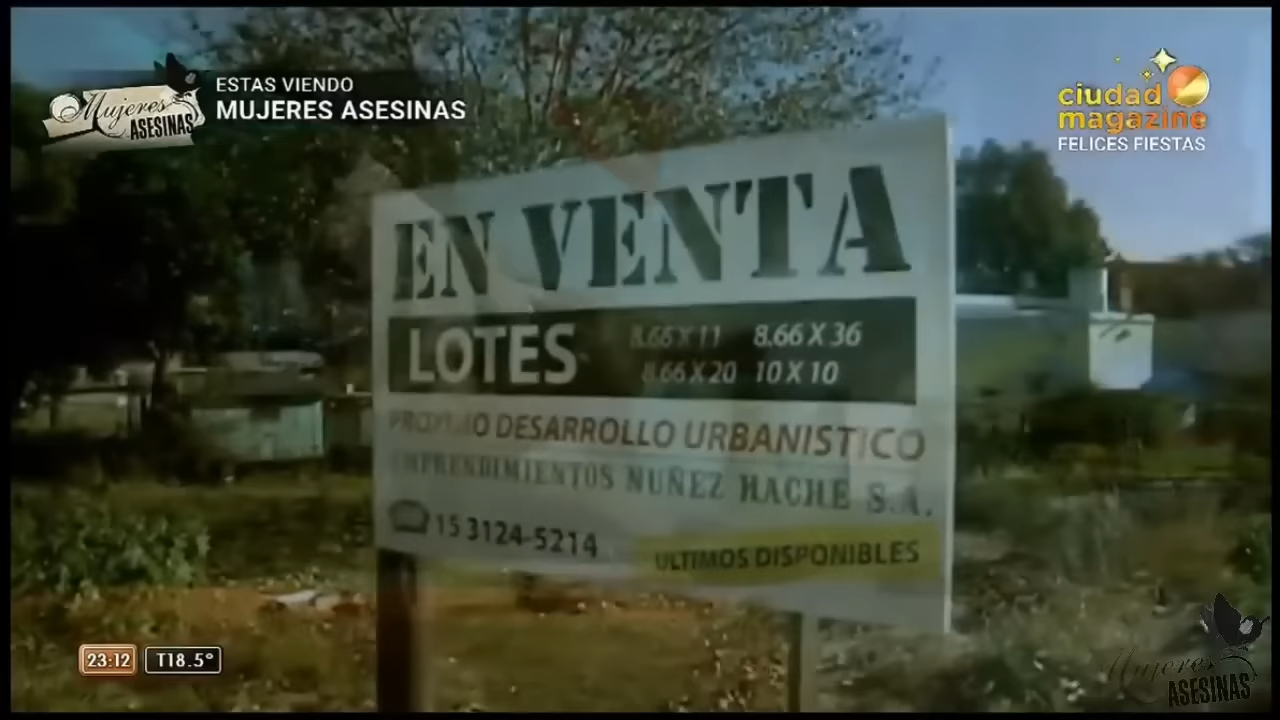 Mujeres
ASESINAS
ESTAS VIENDO
MUJERES ASESINAS
ciudad
magazine
FELICES FIESTAS
EN VENTA
LOTES
8.66 X 11 8.66 X 36
8.66 X 20 10 X 10
PROXIMO DESARROLLO URBANISTICO
EMPRENDIMIENTOS NUÑEZ HACHE S.A.
15 3124-5214
ULTIMOS DISPONIBLES
23:12 T18.5°
Mujeres
ASESINAS